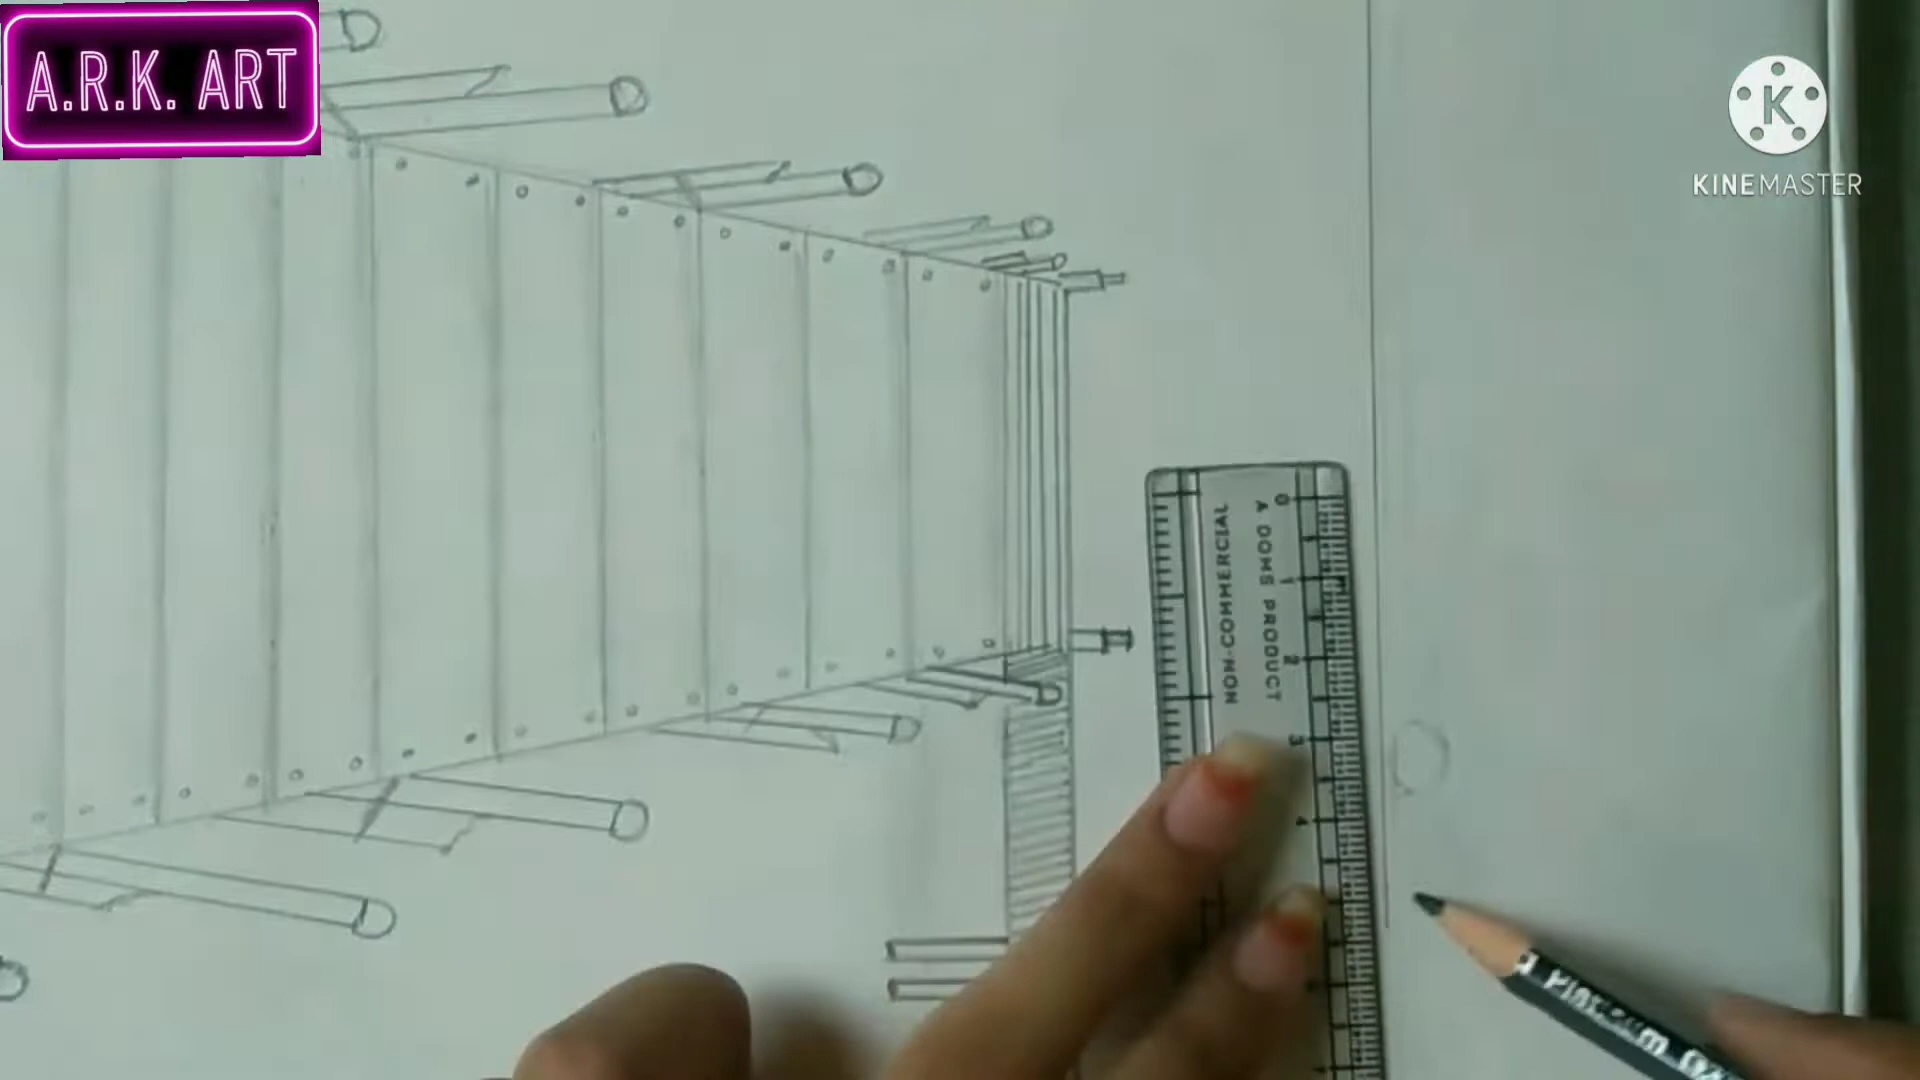 A.R.K. ART
K
KINEMASTER
NON-COMMERCIAL
A DOMS PRODUCT
0
1
2
3
4